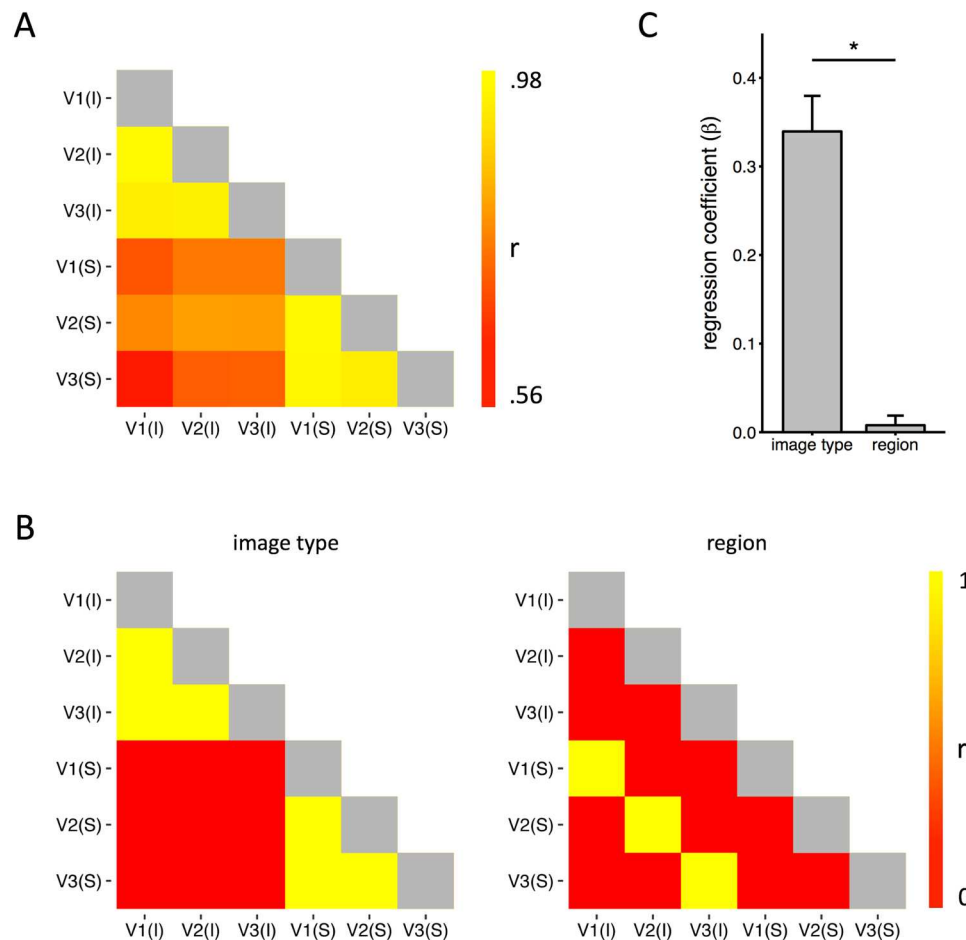 A
V1(I)
V2(I)
V3(I)
V1(S)
V2(S)
V3(S)
V1(I) V2(I) V3(I) V1(S) V2(S) V3(S)
.98
r
.56
C
*
regression coefficient (β)
0.4
0.3
0.2
0.1
0.0
image type region
B
image type
V1(I)
V2(I)
V3(I)
V1(S)
V2(S)
V3(S)
V1(I) V2(I) V3(I) V1(S) V2(S) V3(S)
region
V1(I)
V2(I)
V3(I)
V1(S)
V2(S)
V3(S)
V1(I) V2(I) V3(I) V1(S) V2(S) V3(S)
1
r
0